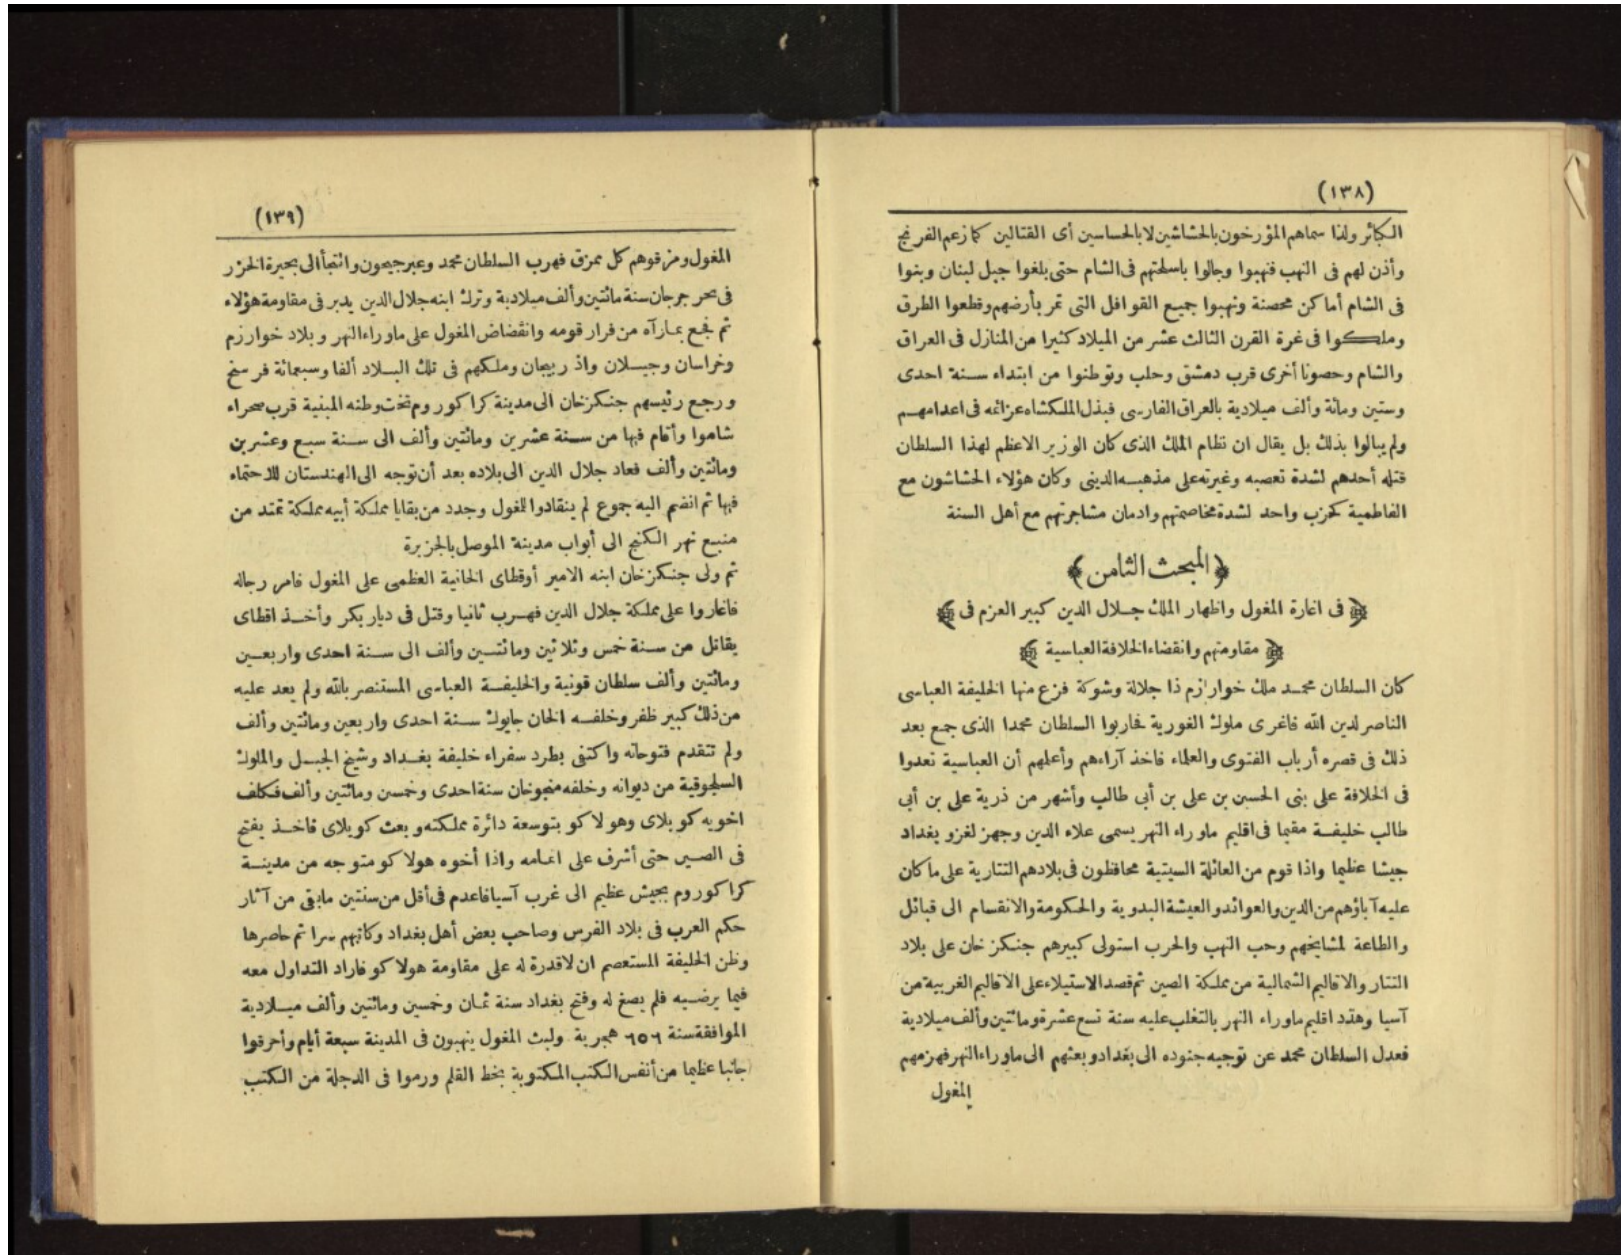 (١٣٨)
الكبائر ولذا سماهم المؤرخون بالحشاشين لا بالحساسين أى القتالين كما زعم الفرنج
وأذن لهم فى النهب فنهبوا وجالوا باسلحتهم فى الشام حتى بلغوا جبل لبنان وبنوا
فى الشام أماكن محصنة ونهبوا جميع القوافل التى تمر بأرضهم وقطعوا الطرق
وملكوا فى غرة القرن الثالث عشر من الميلاد كثيرا من المنازل فى العراق
والشام وحصونا أخرى قرب دمشق وحلب وتوطنوا من ابتداء سنة احدى
وستين ومائة وألف ميلادية بالعراق الفارسى فبذل الملكشاه عزائمه فى اعدامهم
ولم يبالوا بذلك بل يقال ان نظام الملك الذى كان الوزير الاعظم لهذا السلطان
قتله أحدهم لشدة تعصبه وغيرته على مذهبه الدينى وكان هؤلاء الحشاشون مع
الفاطمية كحزب واحد لشدة مخاصمتهم وادمان مشاجرتهم مع أهل السنة
﴿المبحث الثامن﴾
﴿فى اغارة المغول واظهار الملك جلال الدين كبير العزم فى﴾
﴿مقاومتهم وانقضاء الخلافة العباسية﴾
كان السلطان محمد ملك خوارزم ذا جلالة وشوكة فزع منها الخليفة العباسى
الناصر لدين الله فاغرى ملوك الغورية فحاربوا السلطان محمدا الذى جمع بعد
ذلك فى قصره أرباب الفتوى والعلماء فاخذ آراءهم وأعلمهم أن العباسية تعدوا
فى الخلافة على بنى الحسين بن على بن أبى طالب وأشهر من ذرية على بن أبى
طالب خليفة مقيما فى اقليم ماوراء النهر يسمى علاء الدين وجهز لغزو بغداد
جيشا عظيما واذا قوم من العائلة السيتية محافظون فى بلادهم التتارية على ما كان
عليه آباؤهم من الدين والعوائد والعيشة البدوية والحكومة والانقسام الى قبائل
والطاعة لمشايخهم وحب النهب والحرب استولى كبيرهم جنكزخان على بلاد
التتار والاقاليم الشمالية من مملكة الصين ثم قصد الاستيلاء على الاقاليم الغربية من
آسيا وهدد اقليم ماوراء النهر بالتغلب عليه سنة تسع عشرة ومائتين وألف ميلادية
فعدل السلطان محمد عن توجيه جنوده الى بغداد وبعثهم الى ماوراء النهر فهزمهم
المغول
(١٣٩)
المغول ومزقوهم كل ممزق فهرب السلطان محمد وعبر جيحون والتجأ الى بحيرة الخزر
فى بحر جرجان سنة مائتين وألف ميلادية وترك ابنه جلال الدين يدبر فى مقاومة هؤلاء
ثم فجع بمارآه من فرار قومه وانقضاض المغول على ماوراء النهر وبلاد خوارزم
وخراسان وجيلان واذربيجان وملكهم فى تلك البلاد ألفا وسبعمائة فرسخ
ورجع رئيسهم جنكزخان الى مدينة كراكوروم تخت وطنه المبنية قرب صحراء
شاموا وأقام فيها من سنة عشرين ومائتين وألف الى سنة سبع وعشرين
ومائتين وألف فعاد جلال الدين الى بلاده بعد أن توجه الى الهندستان للاحتماء
فيها ثم انضم اليه جموع لم ينقادوا للمغول وجدد من بقايا مملكة أبيه مملكة تمتد من
منبع نهر الكنج الى أبواب مدينة الموصل بالجزيرة
ثم ولى جنكزخان ابنه الامير أوقطاى الخانية العظمى على المغول فامر رجاله
فاغاروا على مملكة جلال الدين فهرب ثانيا وقتل فى ديار بكر وأخذ اقطاى
يقاتل من سنة خمس وثلاثين ومائتين وألف الى سنة احدى واربعين
ومائتين وألف سلطان قونية والخليفة العباسى المستنصر بالله ولم يعد عليه
من ذلك كبير ظفر وخلفه الخان جايوك سنة احدى واربعين ومائتين وألف
ولم تتقدم فتوحاته واكتفى بطرد سفراء خليفة بغداد وشيخ الجبل والملوك
السلجوقية من ديوانه وخلفه منجوخان سنة احدى وخمسين ومائتين وألف فكلف
اخويه كوبلاى وهولاكو بتوسعة دائرة مملكته وبعث كوبلاى فاخذ يفتح
فى الصين حتى أشرف على اتمامه واذا أخوه هولاكو متوجه من مدينة
كراكوروم بجيش عظيم الى غرب آسيا فاعدم فى أقل من سنتين مابقى من آثار
حكم العرب فى بلاد الفرس وصاحب بعض أهل بغداد وكاتبهم سرا ثم حاصرها
وظن الخليفة المستعصم ان لاقدرة له على مقاومة هولاكو فاراد التداول معه
فيما يرضيه فلم يصغ له وفتح بغداد سنة ثمان وخمسين ومائتين وألف ميلادية
الموافقة سنة ٦٥٦ هجرية ولبث المغول ينهبون فى المدينة سبعة أيام وأحرقوا
جانبا عظيما من أنفس الكتب المكتوبة بخط القلم ورموا فى الدجلة من الكتب